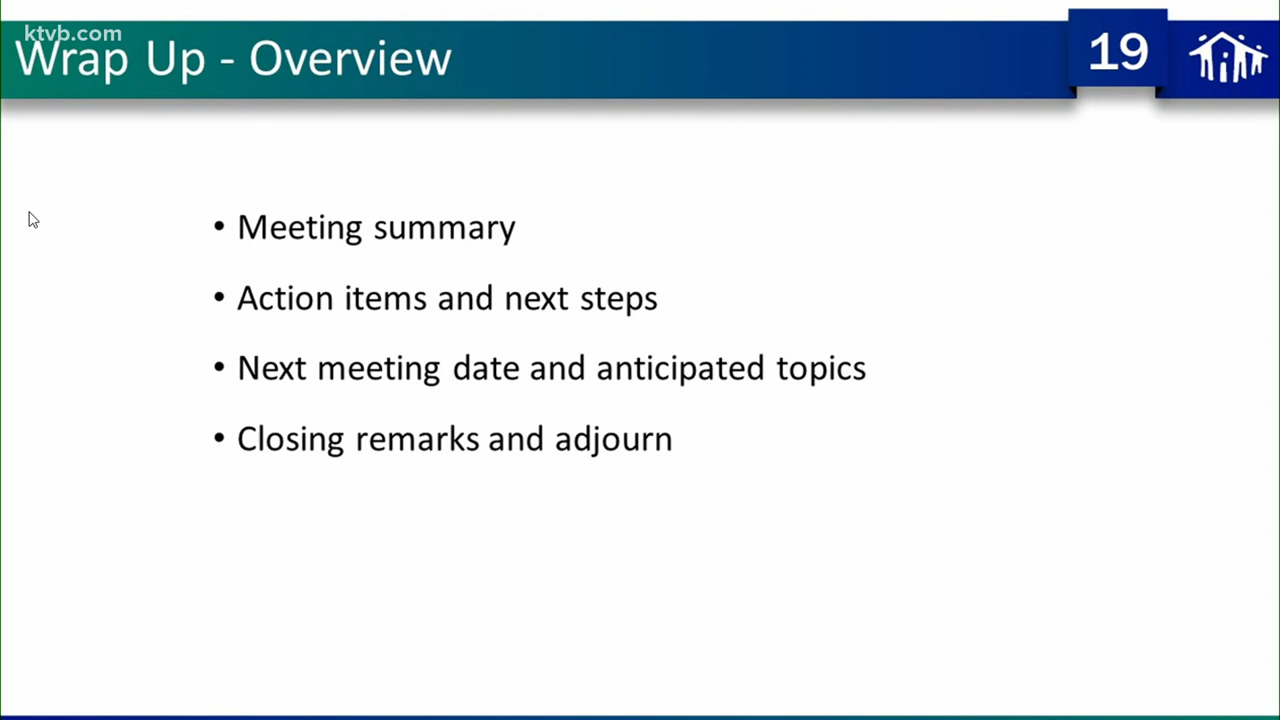 ktvb.com
Wrap Up - Overview
19
• Meeting summary
• Action items and next steps
• Next meeting date and anticipated topics
• Closing remarks and adjourn